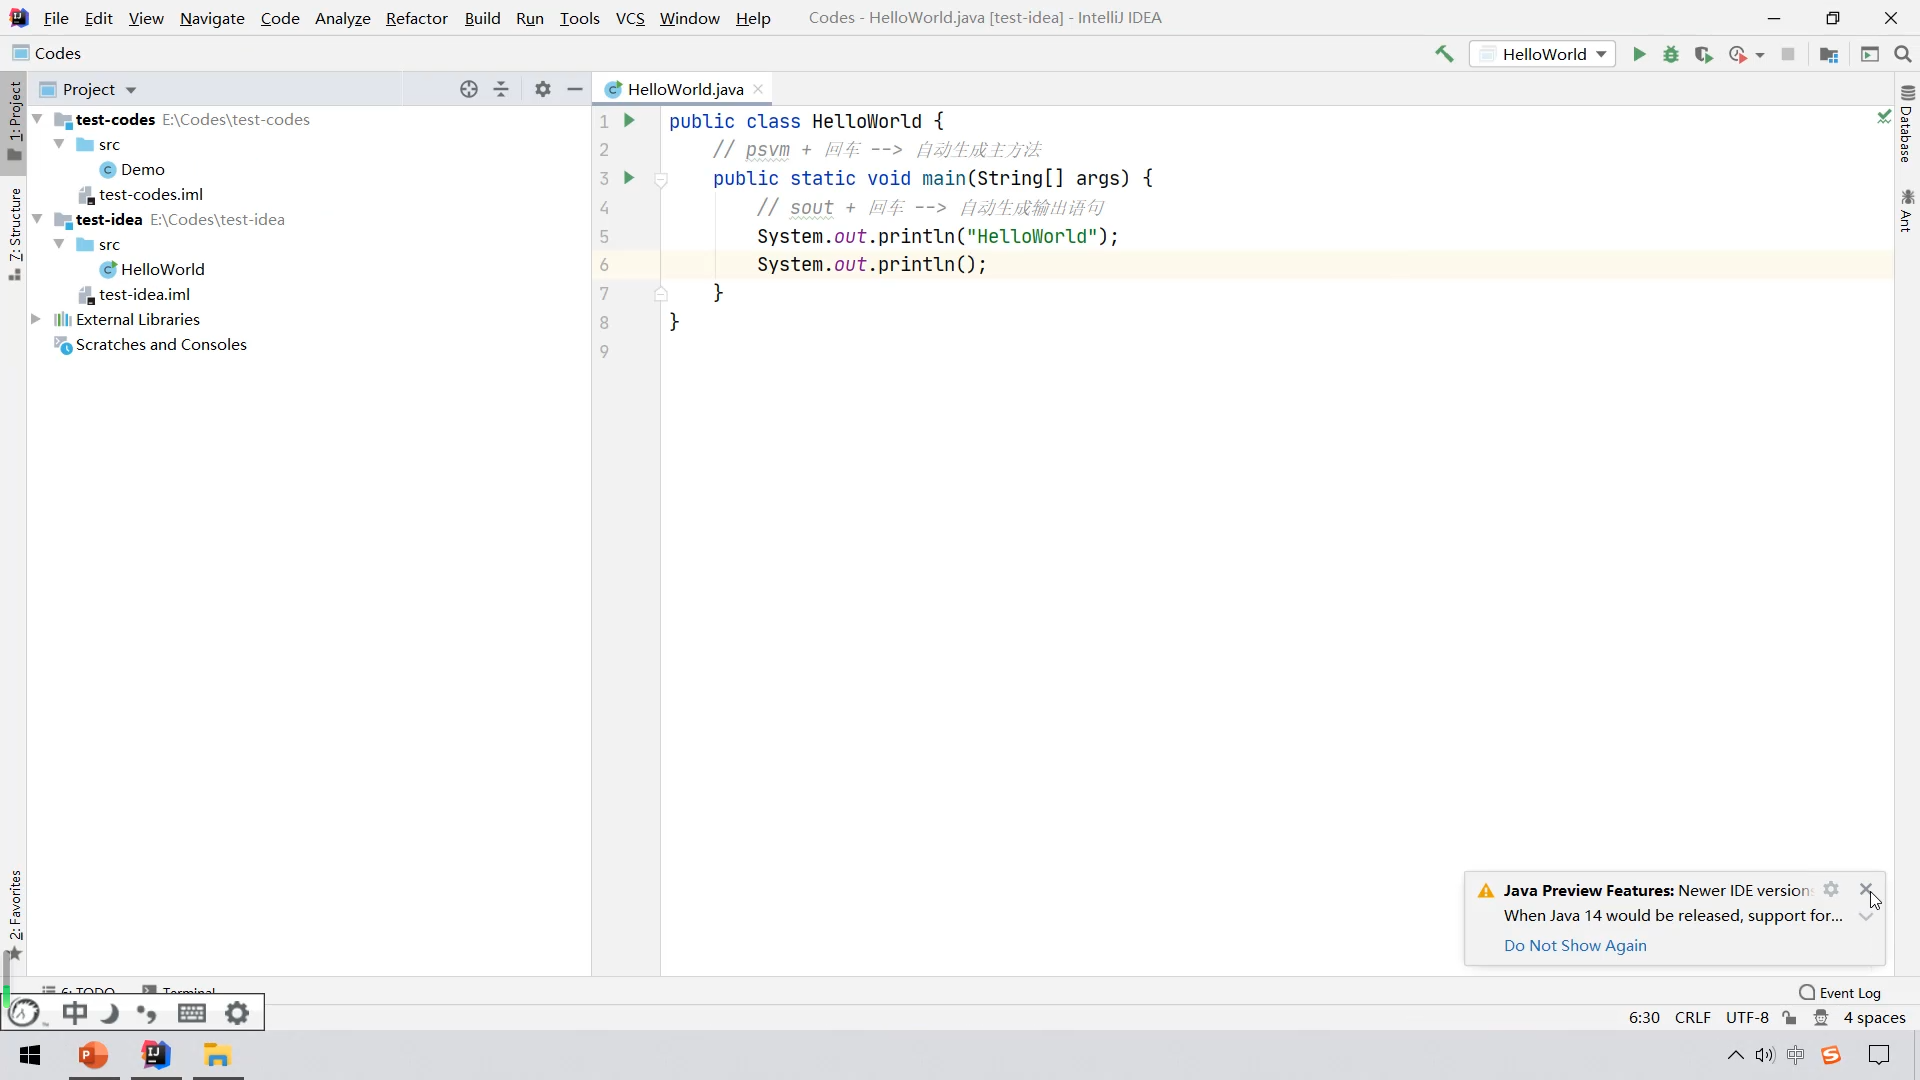 File Edit View Navigate Code Analyze Refactor Build Run Tools VCS Window Help Codes - HelloWorld.java [test-idea] - IntelliJ IDEA
Codes
HelloWorld
Project
HelloWorld.java
1: Project
7: Structure
2: Favorites
test-codes E:\Codes\test-codes
src
Demo
test-codes.iml
test-idea E:\Codes\test-idea
src
HelloWorld
test-idea.iml
External Libraries
Scratches and Consoles
1 public class HelloWorld {
2 // psvm + 回车 --> 自动生成主方法
3 public static void main(String[] args) {
4 // sout + 回车 --> 自动生成输出语句
5 System.out.println("HelloWorld");
6 System.out.println();
7 }
8 }
9
Database
Ant
Java Preview Features: Newer IDE version
When Java 14 would be released, support for...
Do Not Show Again
6: TODO Terminal
Event Log
中
6:30 CRLF UTF-8 4 spaces
中